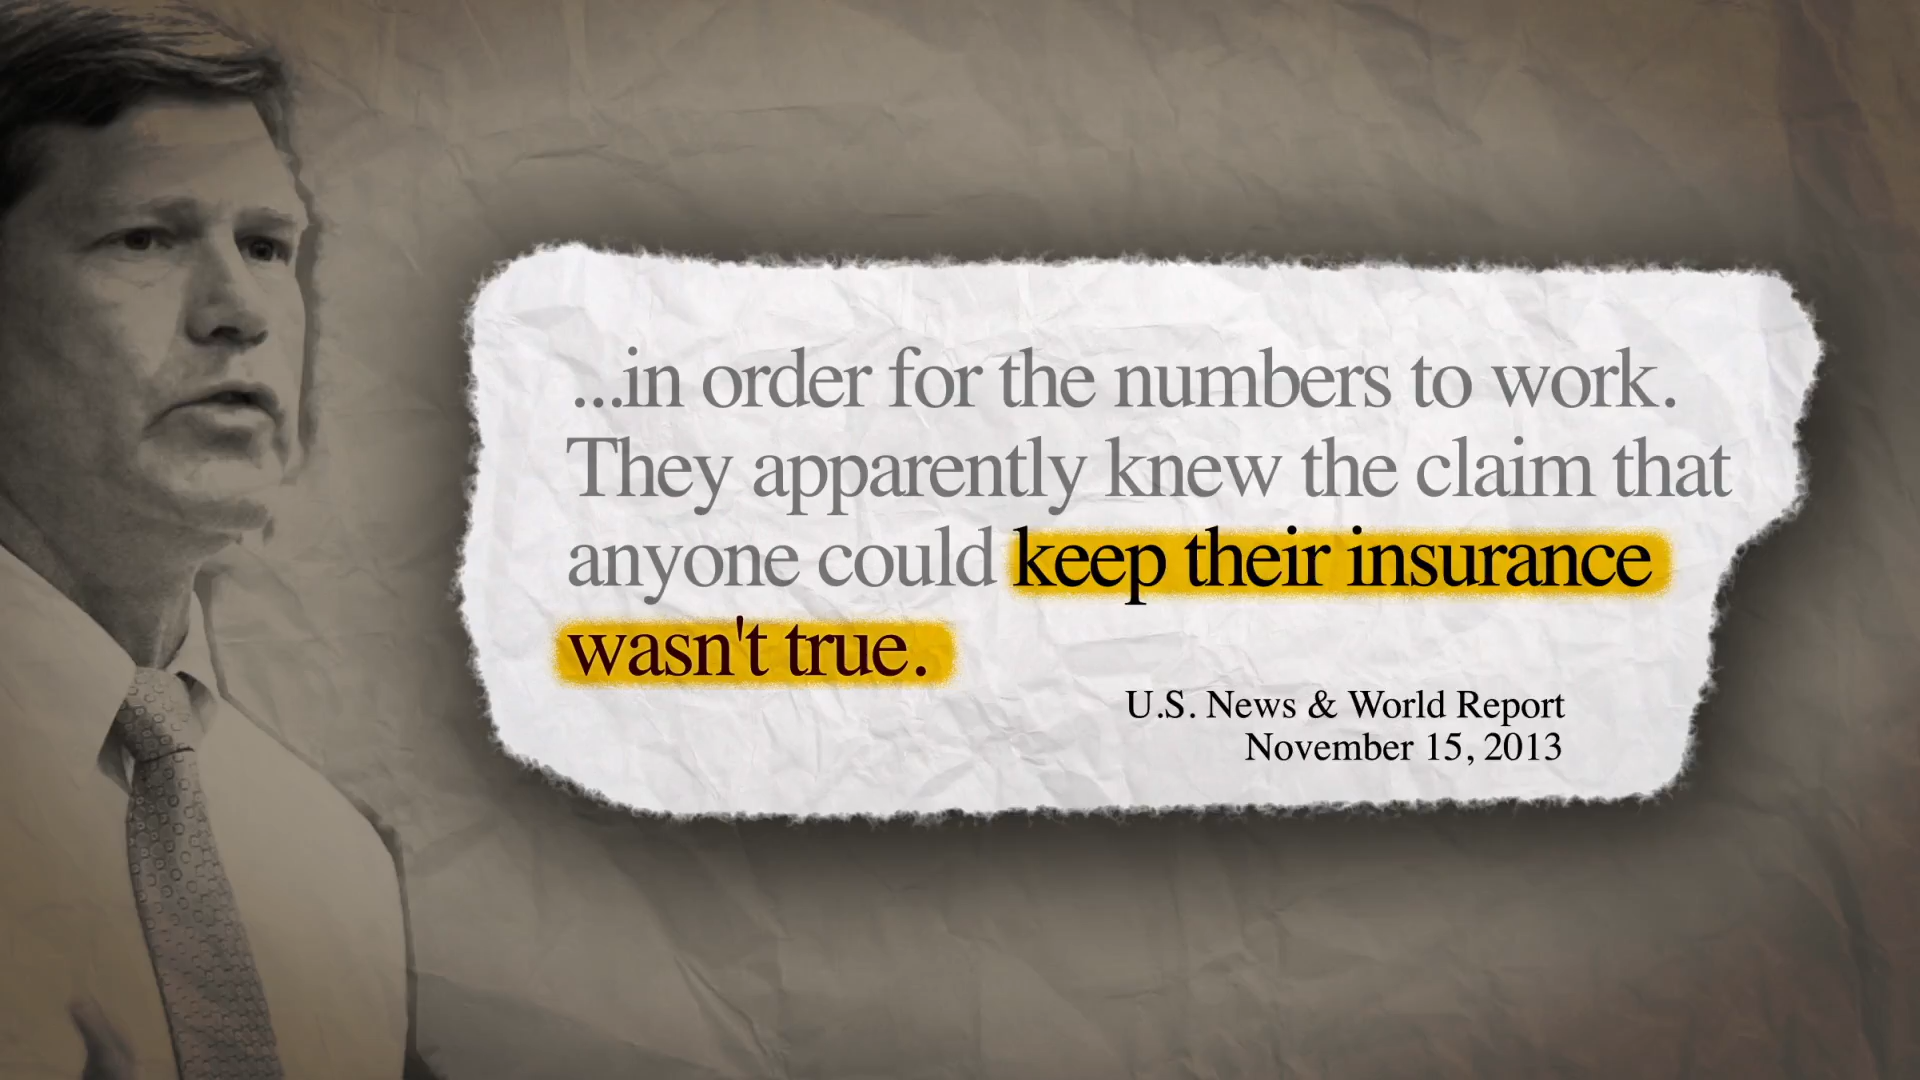 ...in order for the numbers to work.
They apparently knew the claim that
anyone could keep their insurance
wasn't true.
U.S. News & World Report
November 15, 2013